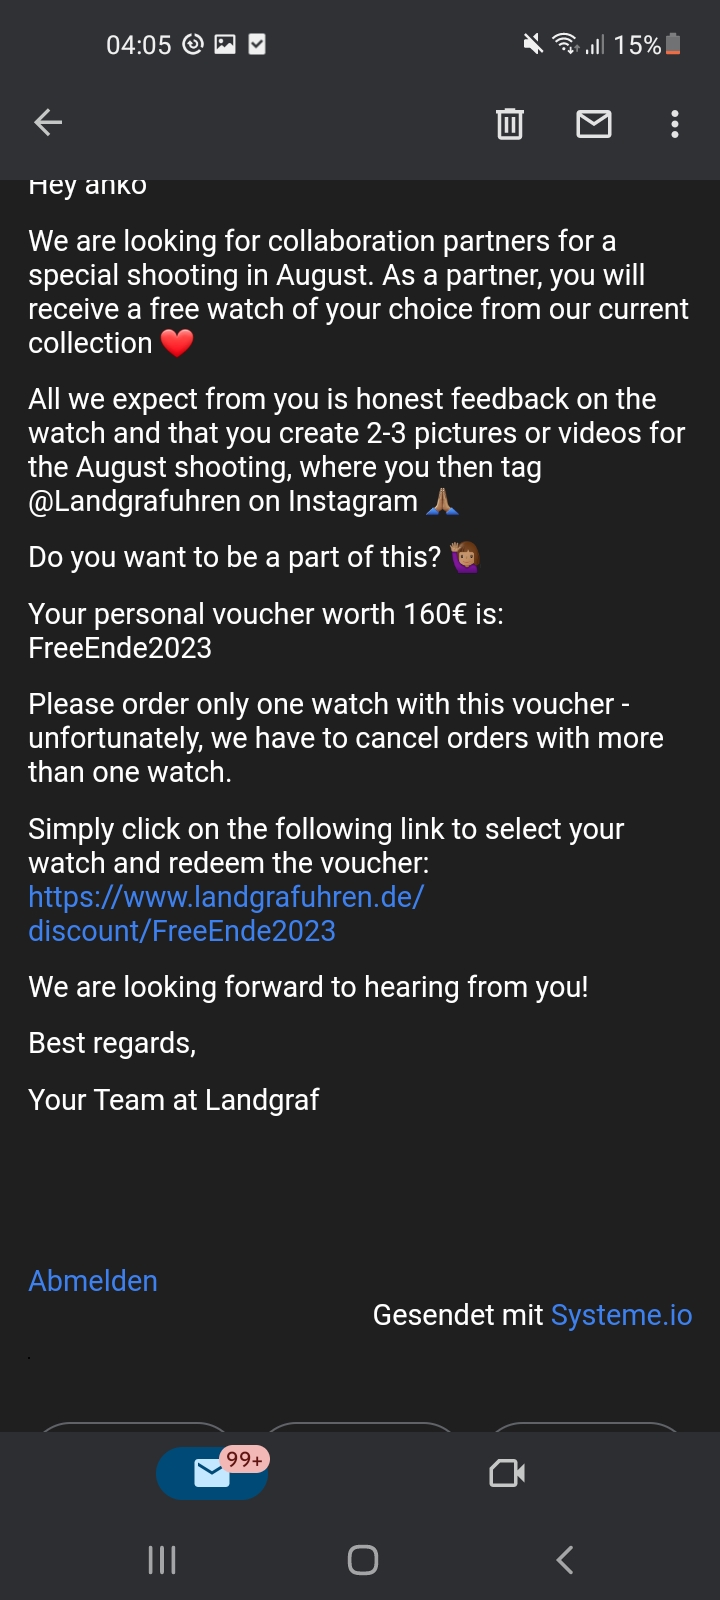 04:05
15%
Hey anko
We are looking for collaboration partners for a
special shooting in August. As a partner, you will
receive a free watch of your choice from our current
collection ❤️
All we expect from you is honest feedback on the
watch and that you create 2-3 pictures or videos for
the August shooting, where you then tag
@Landgrafuhren on Instagram 🙏🏽
Do you want to be a part of this? 🙋🏽‍♀️
Your personal voucher worth 160€ is:
FreeEnde2023
Please order only one watch with this voucher -
unfortunately, we have to cancel orders with more
than one watch.
Simply click on the following link to select your
watch and redeem the voucher:
https://www.landgrafuhren.de/
discount/FreeEnde2023
We are looking forward to hearing from you!
Best regards,
Your Team at Landgraf
Abmelden
Gesendet mit Systeme.io
.
99+